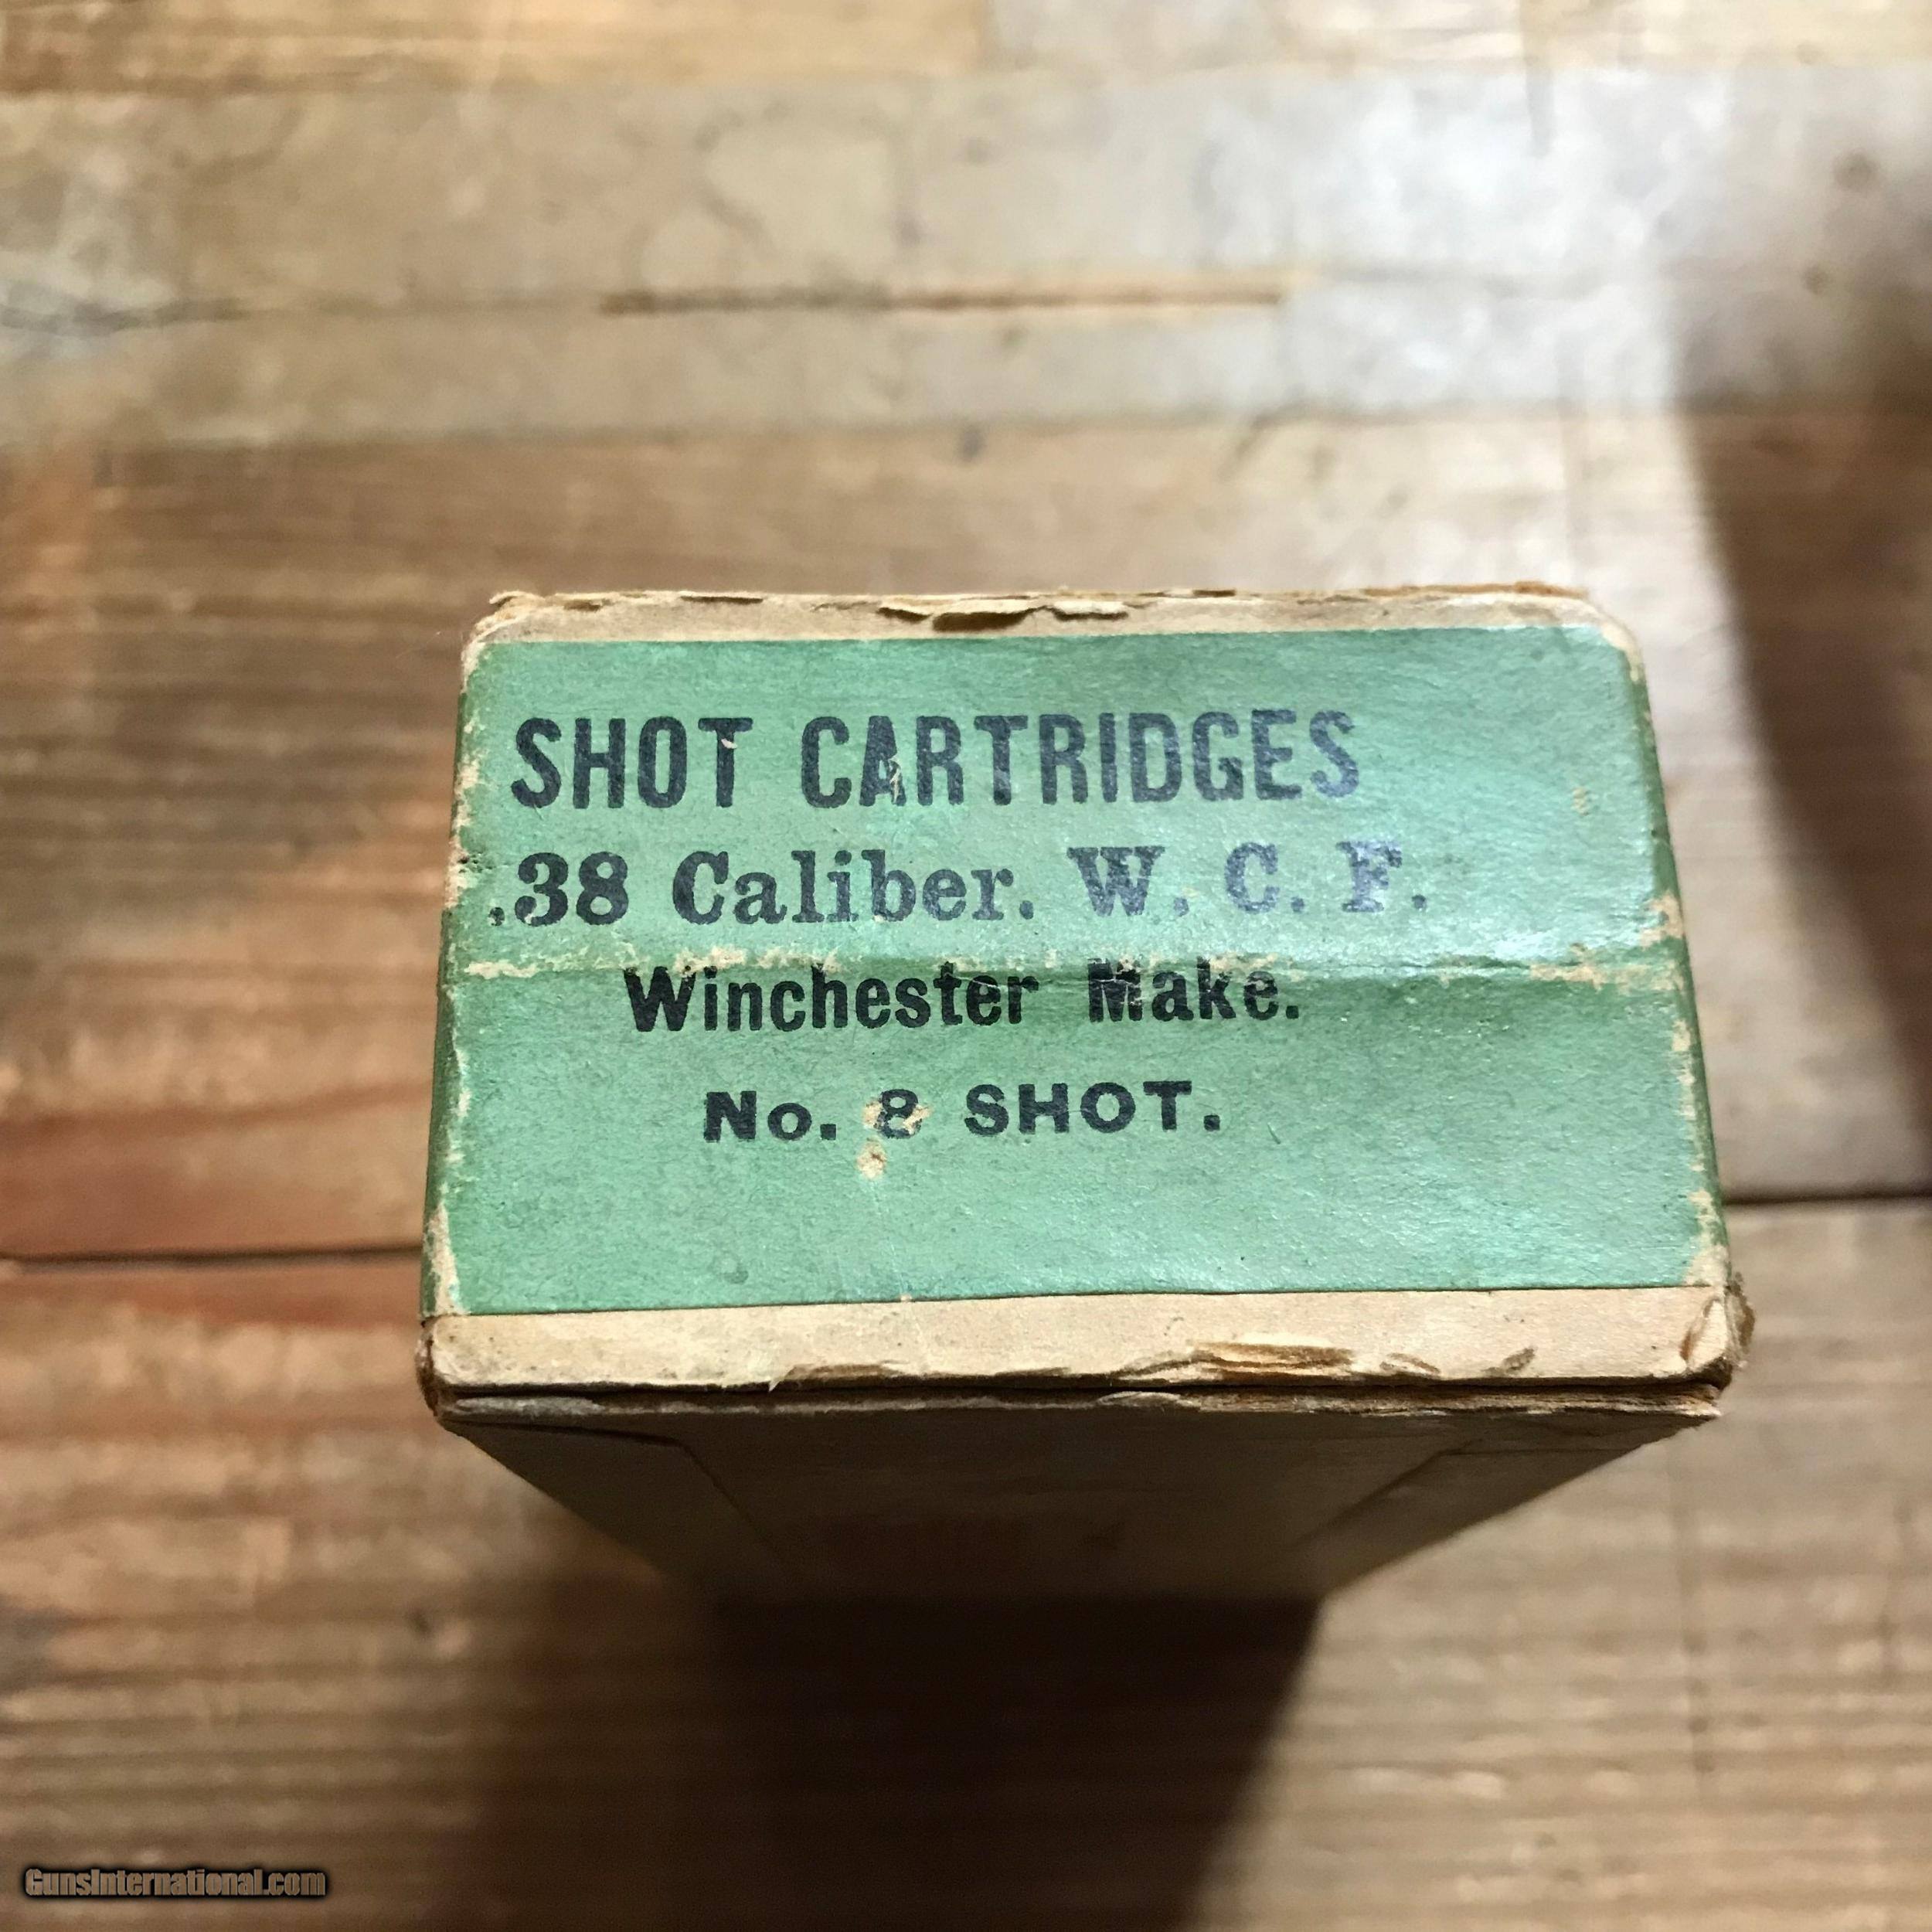 SHOT CARTRIDGES
.38 Caliber. W. C. F.
Winchester Make.
No. 8 SHOT.
GunsInternational.com